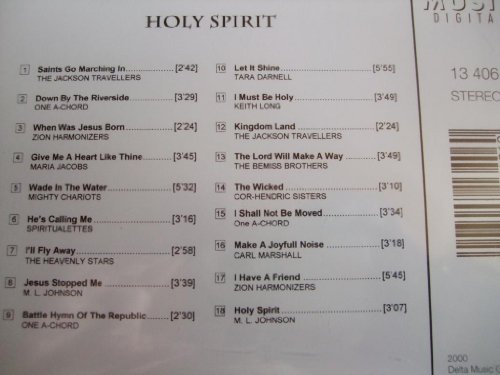 HOLY SPIRIT
1 Saints Go Marching In [2'42]
THE JACKSON TRAVELLERS
2 Down By The Riverside [3'29]
ONE A-CHORD
3 When Was Jesus Born [2'24]
ZION HARMONIZERS
4 Give Me A Heart Like Thine [3'45]
MARIA JACOBS
5 Wade In The Water [5'32]
MIGHTY CHARIOTS
6 He's Calling Me [3'16]
SPIRITUALETTES
7 I'll Fly Away [2'58]
THE HEAVENLY STARS
8 Jesus Stopped Me [3'39]
M. L. JOHNSON
9 Battle Hymn Of The Republic [2'30]
ONE A-CHORD
10 Let It Shine [5'55]
TARA DARNELL
11 I Must Be Holy [3'49]
KEITH LONG
12 Kingdom Land [2'24]
THE JACKSON TRAVELLERS
13 The Lord Will Make A Way [3'49]
THE BEMISS BROTHERS
14 The Wicked [3'10]
COR-HENDRIC SISTERS
15 I Shall Not Be Moved [3'34]
One A-CHORD
16 Make A Joyfull Noise [3'18]
CARL MARSHALL
17 I Have A Friend [5'45]
ZION HARMONIZERS
18 Holy Spirit [3'07]
M. L. JOHNSON
DIGITA
13 406
STEREO
2000
Delta Music